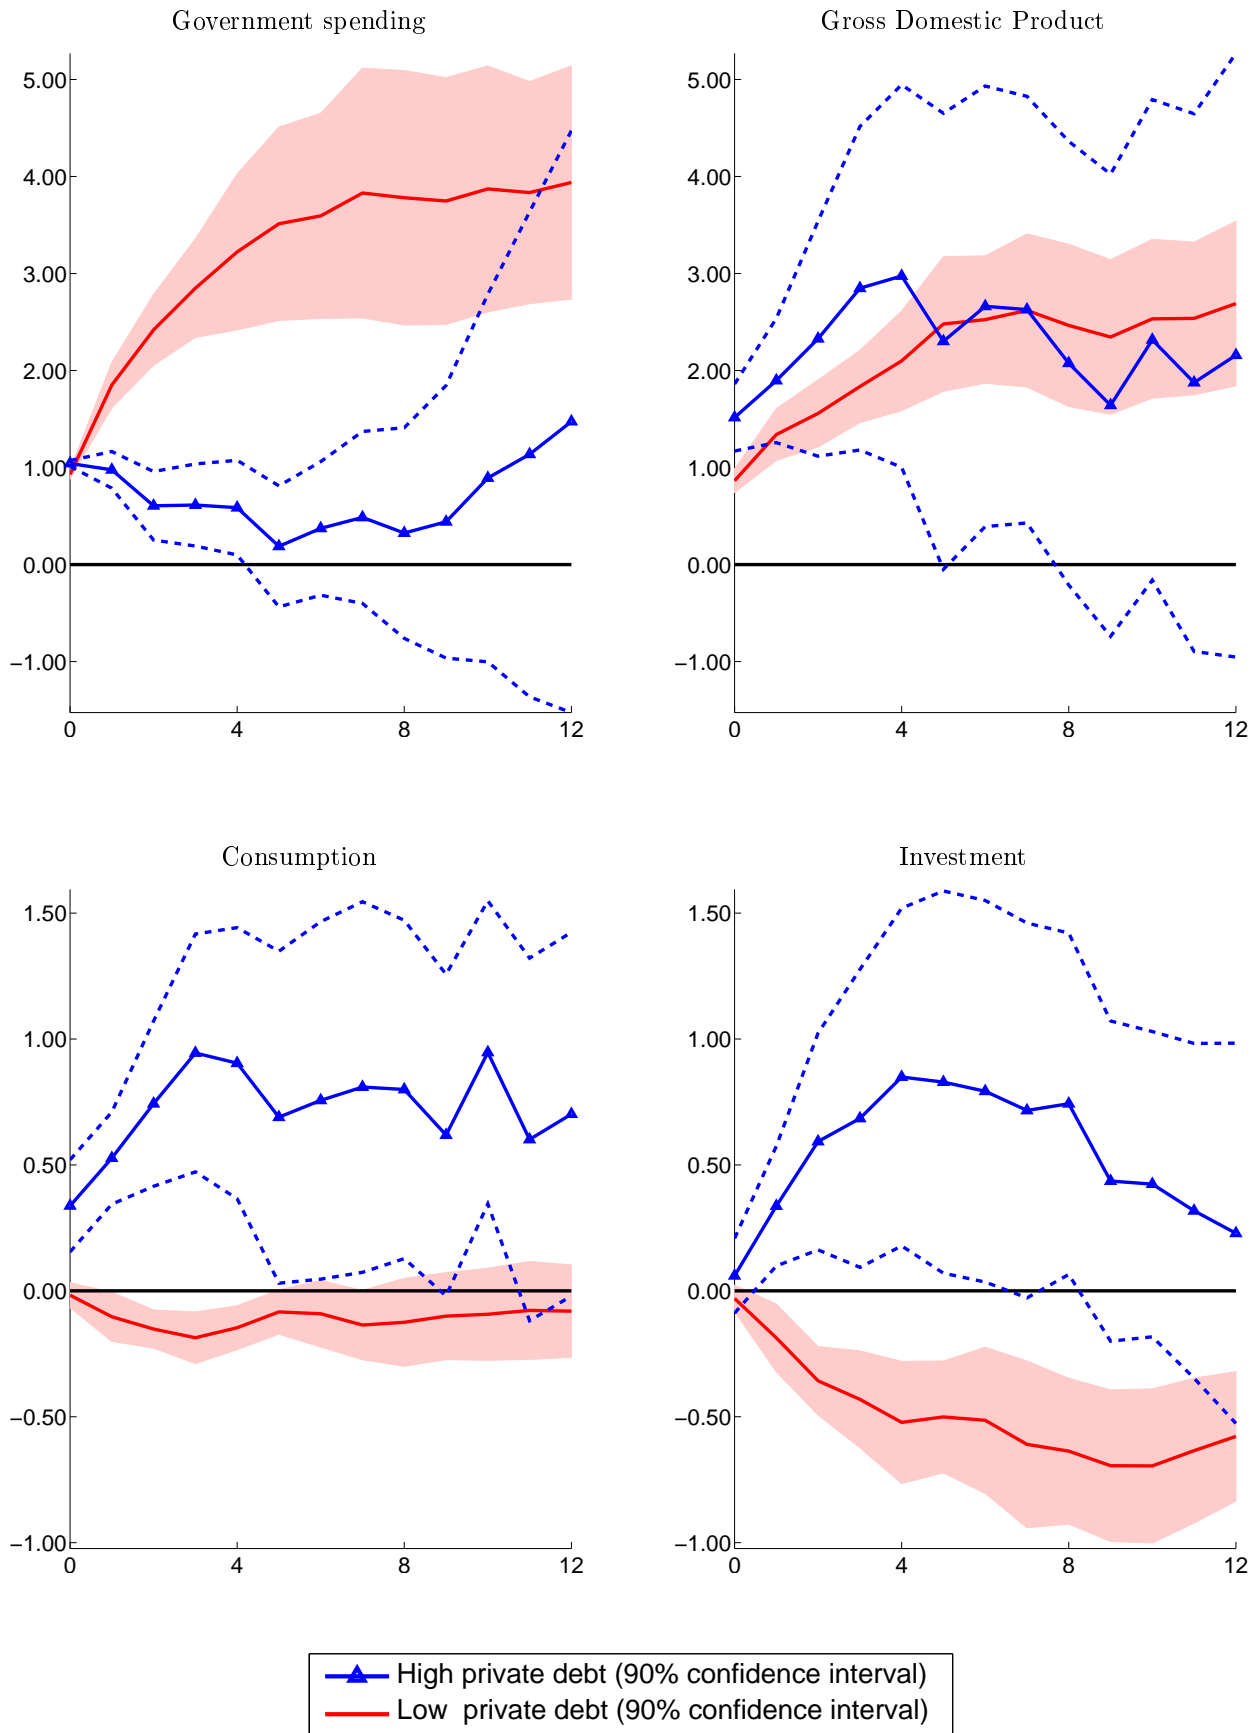 Government spending
5.00
4.00
3.00
2.00
1.00
0.00
−1.00
0 4 8 12
Gross Domestic Product
5.00
4.00
3.00
2.00
1.00
0.00
−1.00
0 4 8 12
Consumption
1.50
1.00
0.50
0.00
−0.50
−1.00
0 4 8 12
Investment
1.50
1.00
0.50
0.00
−0.50
−1.00
0 4 8 12
High private debt (90% confidence interval)
Low private debt (90% confidence interval)